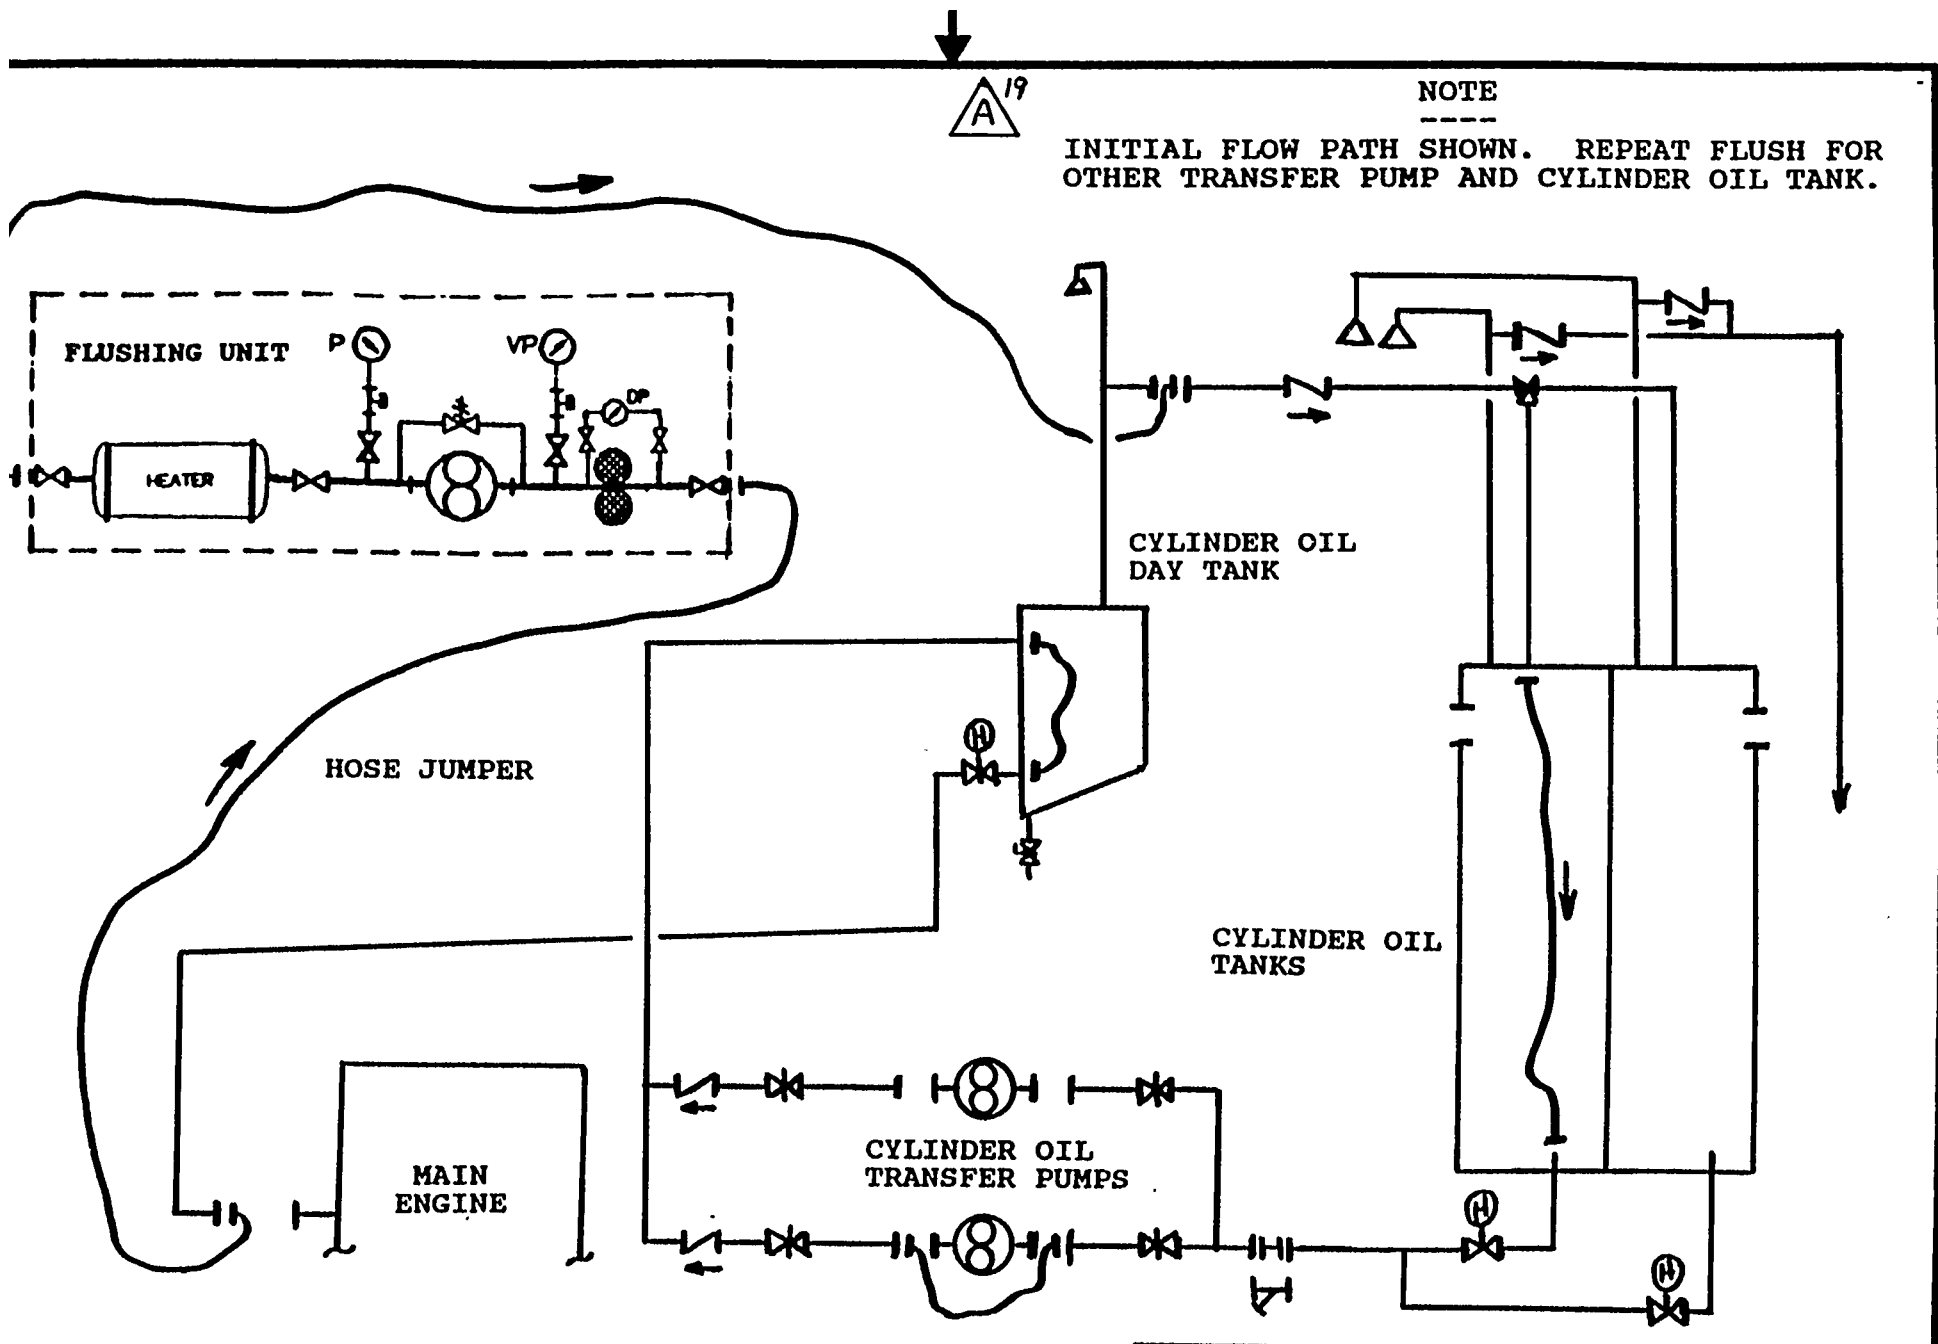 A 19
NOTE
----
INITIAL FLOW PATH SHOWN. REPEAT FLUSH FOR
OTHER TRANSFER PUMP AND CYLINDER OIL TANK.
FLUSHING UNIT
P
VP
DP
HEATER
CYLINDER OIL
DAY TANK
H
HOSE JUMPER
CYLINDER OIL
TANKS
MAIN
ENGINE
CYLINDER OIL
TRANSFER PUMPS
H
H